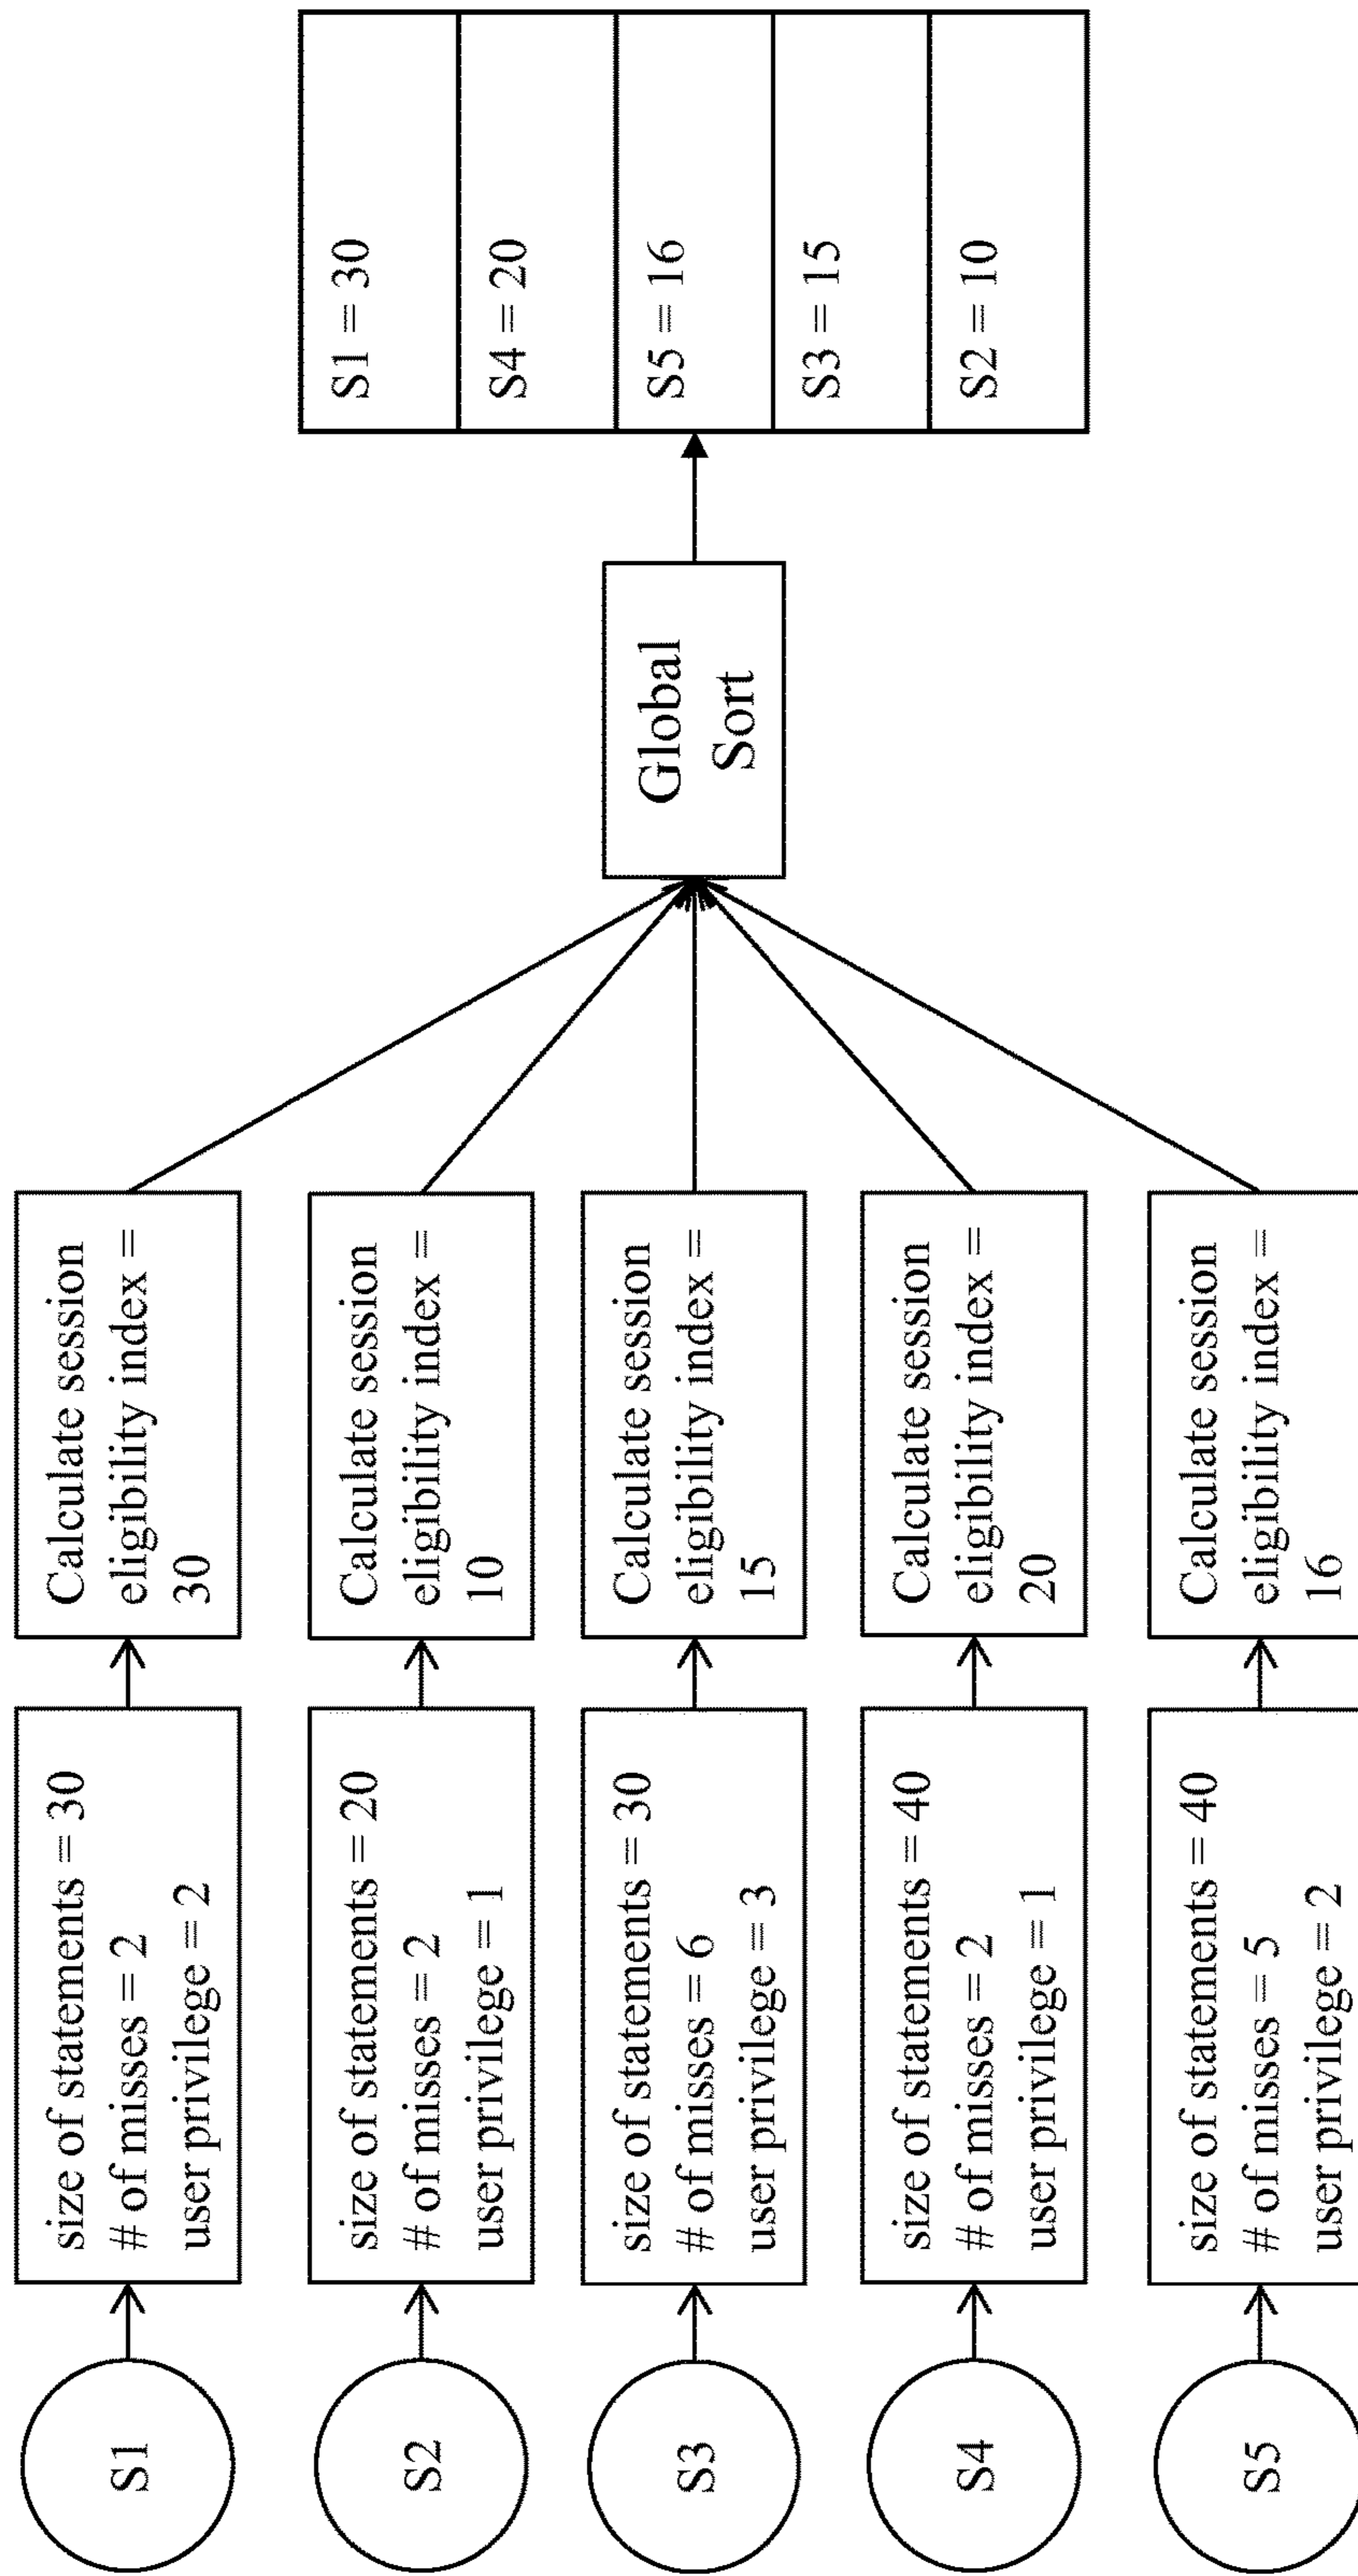 S1
size of statements = 30
# of misses = 2
user privilege = 2
Calculate session
eligibility index =
30
S2
size of statements = 20
# of misses = 2
user privilege = 1
Calculate session
eligibility index =
10
S3
size of statements = 30
# of misses = 6
user privilege = 3
Calculate session
eligibility index =
15
S4
size of statements = 40
# of misses = 2
user privilege = 1
Calculate session
eligibility index =
20
S5
size of statements = 40
# of misses = 5
user privilege = 2
Calculate session
eligibility index =
16
Global
Sort
S1 = 30
S4 = 20
S5 = 16
S3 = 15
S2 = 10